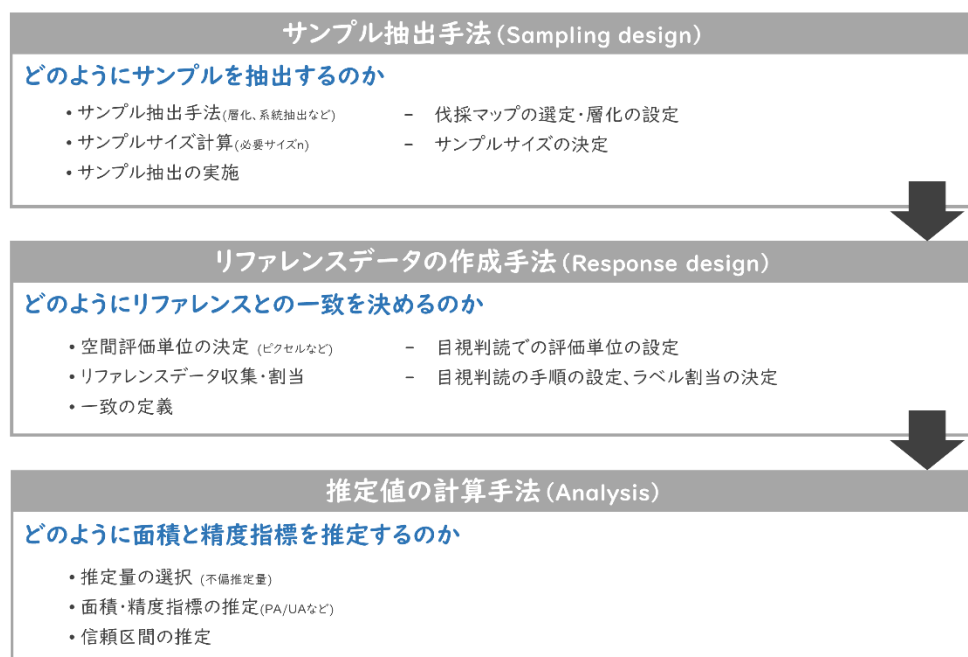 サンプル抽出手法(Sampling design)
どのようにサンプルを抽出するのか
• サンプル抽出手法(層化、系統抽出など) – 伐採マップの選定・層化の設定
• サンプルサイズ計算(必要サイズn) – サンプルサイズの決定
• サンプル抽出の実施
リファレンスデータの作成手法(Response design)
どのようにリファレンスとの一致を決めるのか
• 空間評価単位の決定 (ピクセルなど) – 目視判読での評価単位の設定
• リファレンスデータ収集・割当 – 目視判読の手順の設定、ラベル割当の決定
• 一致の定義
推定値の計算手法(Analysis)
どのように面積と精度指標を推定するのか
• 推定量の選択 (不偏推定量)
• 面積・精度指標の推定(PA/UAなど)
• 信頼区間の推定